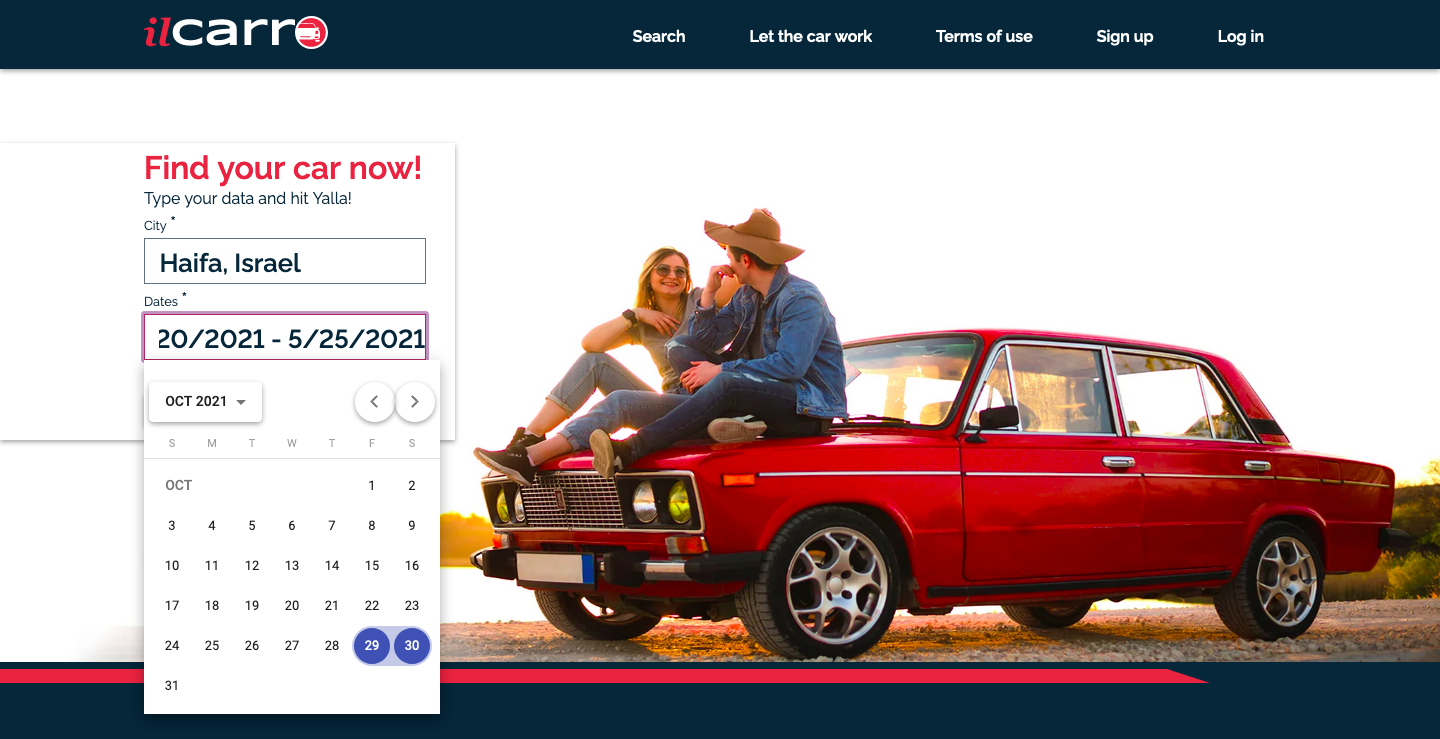 ilcarro
Search Let the car work Terms of use Sign up Log in
Find your car now!
Type your data and hit Yalla!
City *
Haifa, Israel
Dates *
20/2021 - 5/25/2021
OCT 2021
S M T W T F S
OCT 1 2
3 4 5 6 7 8 9
10 11 12 13 14 15 16
17 18 19 20 21 22 23
24 25 26 27 28 29 30
31